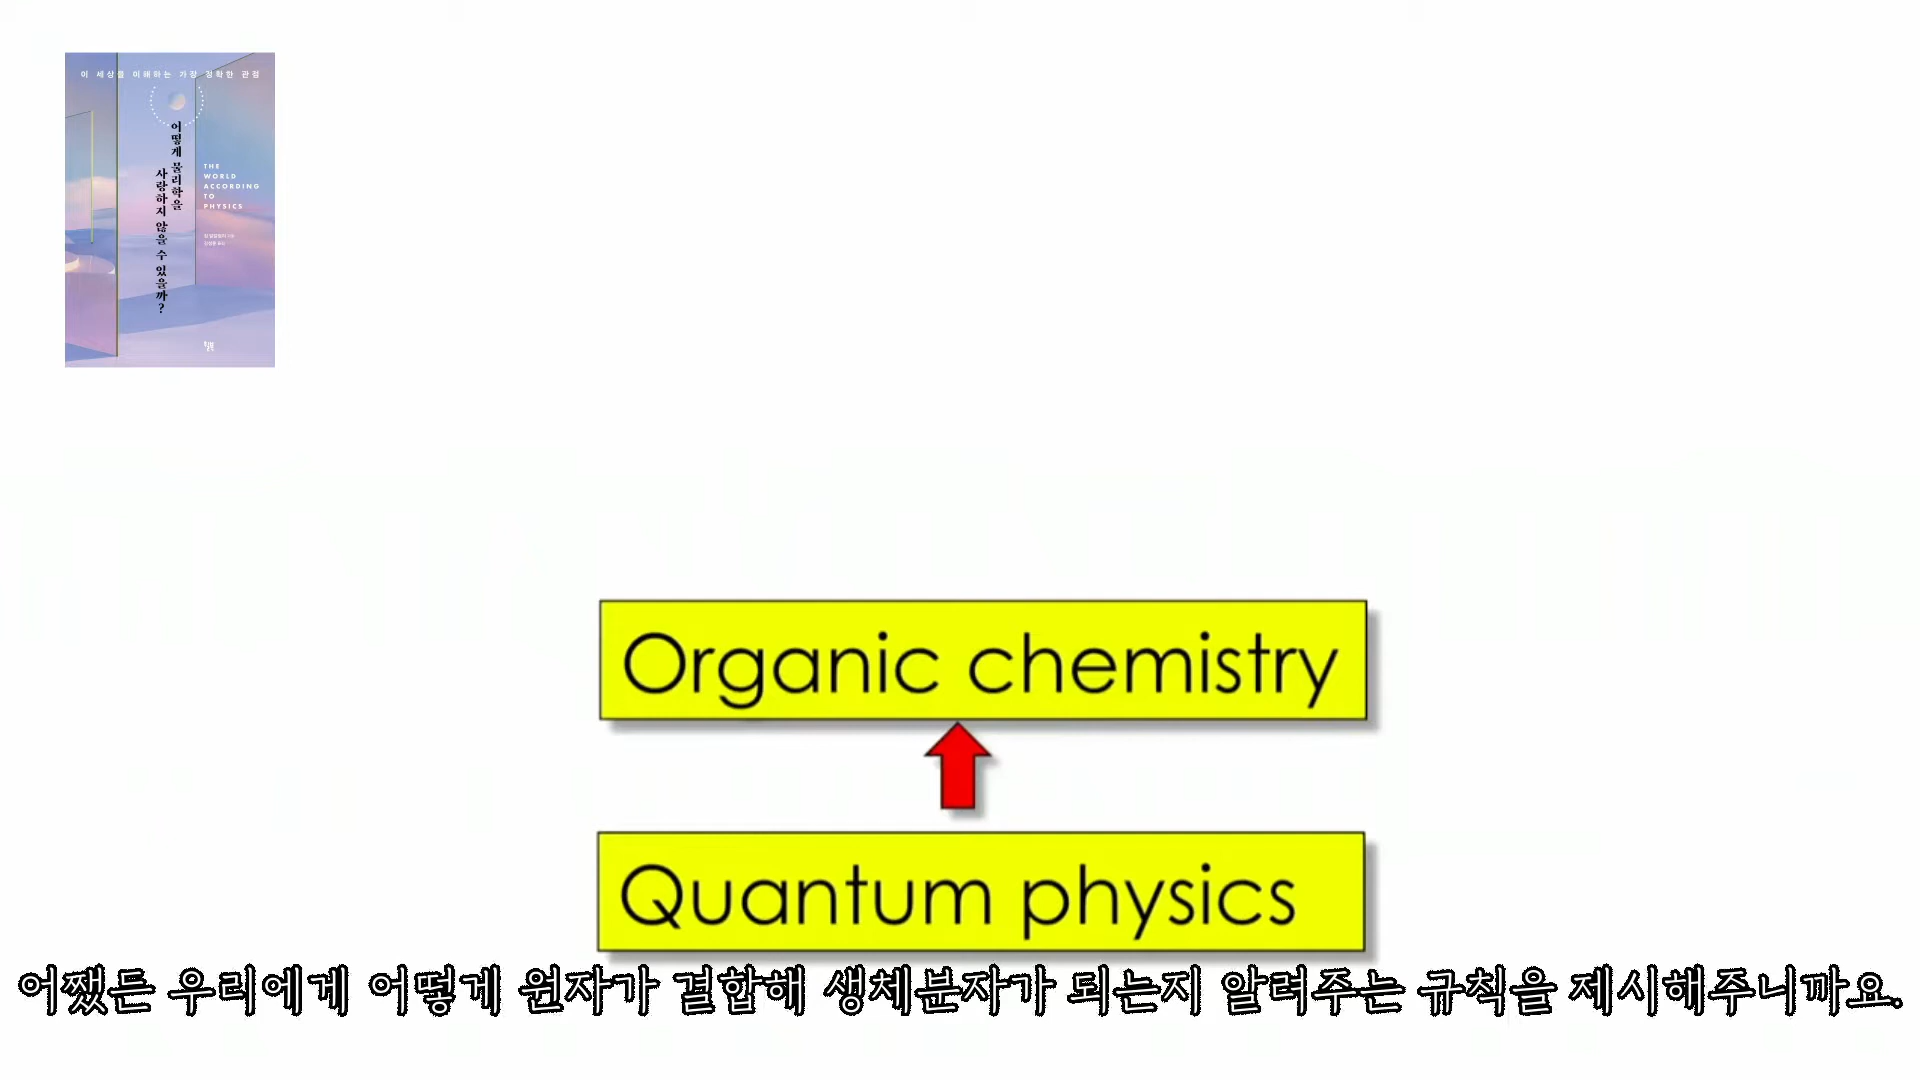 이 세상을 이해하는 가장 정확한 관점
어떻게 물리학을
사랑하지 않을 수 있을까?
THE
WORLD
ACCORDING
TO
PHYSICS
Organic chemistry
Quantum physics
어쨌든 우리에게 어떻게 원자가 결합해 생체분자가 되는지 알려주는 규칙을 제시해주니까요.